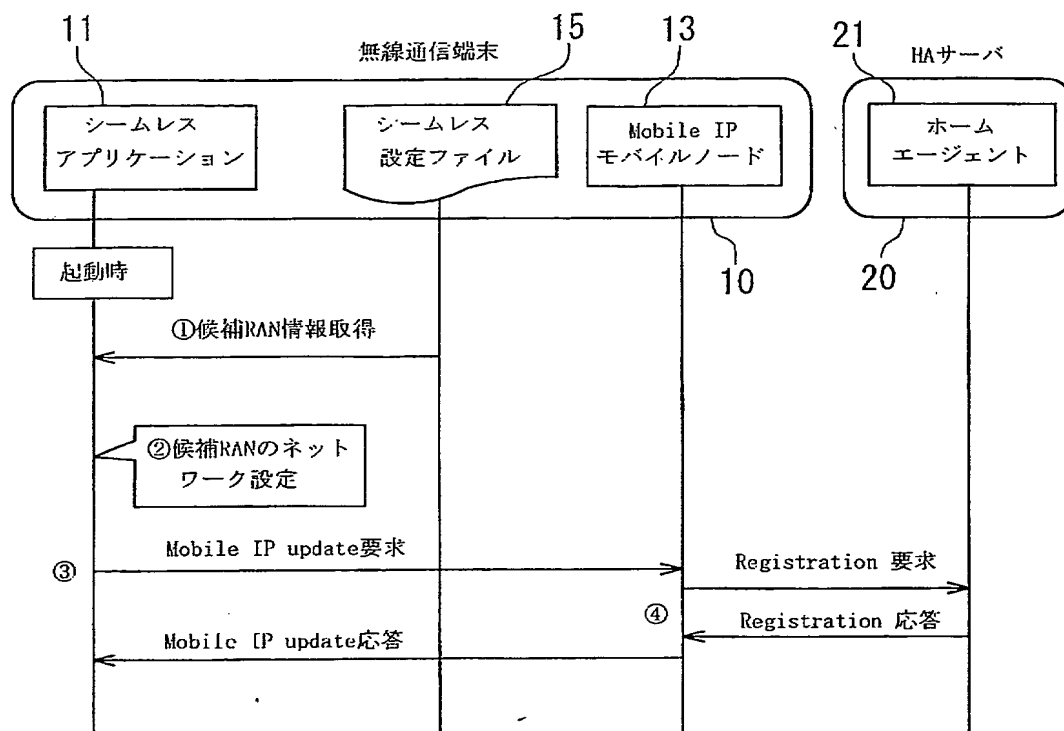 11
無線通信端末
15
13
21
HAサーバ
シームレス
アプリケーション
シームレス
設定ファイル
Mobile IP
モバイルノード
ホーム
エージェント
10
20
起動時
①候補RAN情報取得
②候補RANのネット
ワーク設定
③
Mobile IP update要求
Registration 要求
④
Registration 応答
Mobile IP update応答